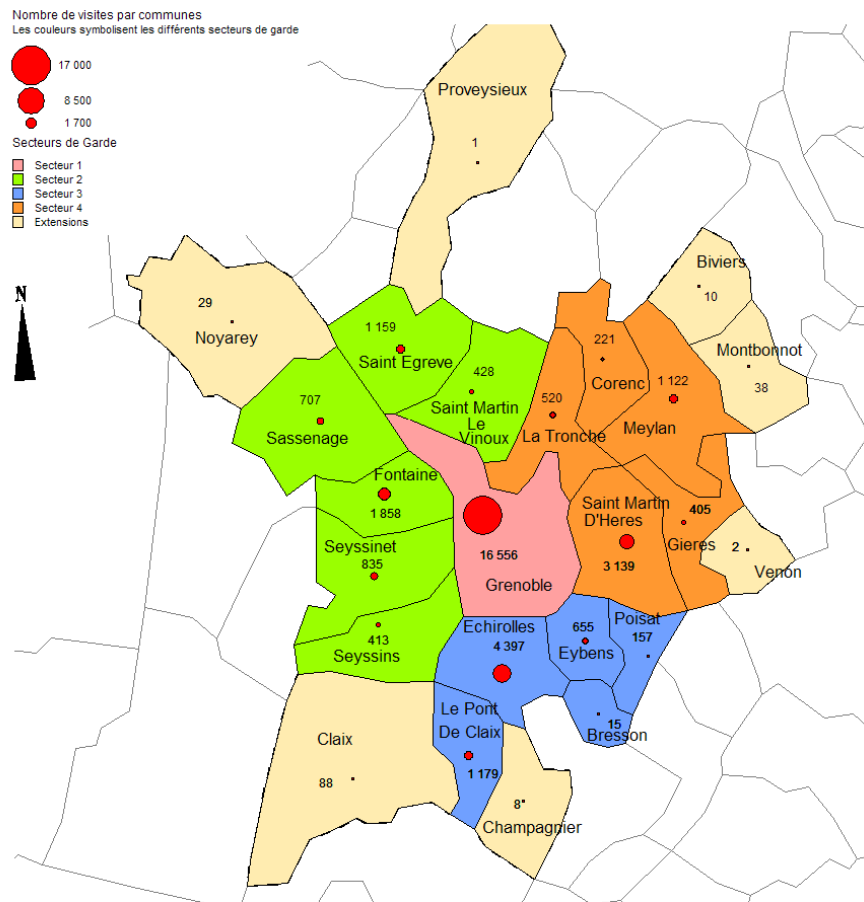 Nombre de visites par communes
Les couleurs symbolisent les différents secteurs de garde
17 000
8 500
1 700
Secteurs de Garde
Secteur 1
Secteur 2
Secteur 3
Secteur 4
Extensions
N
Proveysieux
1
Biviers
10
29
Noyarey
1 159
Saint Egreve
221
Corenc
Montbonnot
38
428
Saint Martin
Le
Vinoux
1 122
Meylan
707
Sassenage
520
La Tronche
Fontaine
1 858
Saint Martin
D'Heres
3 139
405
Gieres
16 556
Grenoble
Seyssinet
835
2
Venon
413
Seyssins
Echirolles
4 397
655
Eybens
Poisat
157
Le Pont
De Claix
1 179
15
Bresson
Claix
88
8
Champagnier